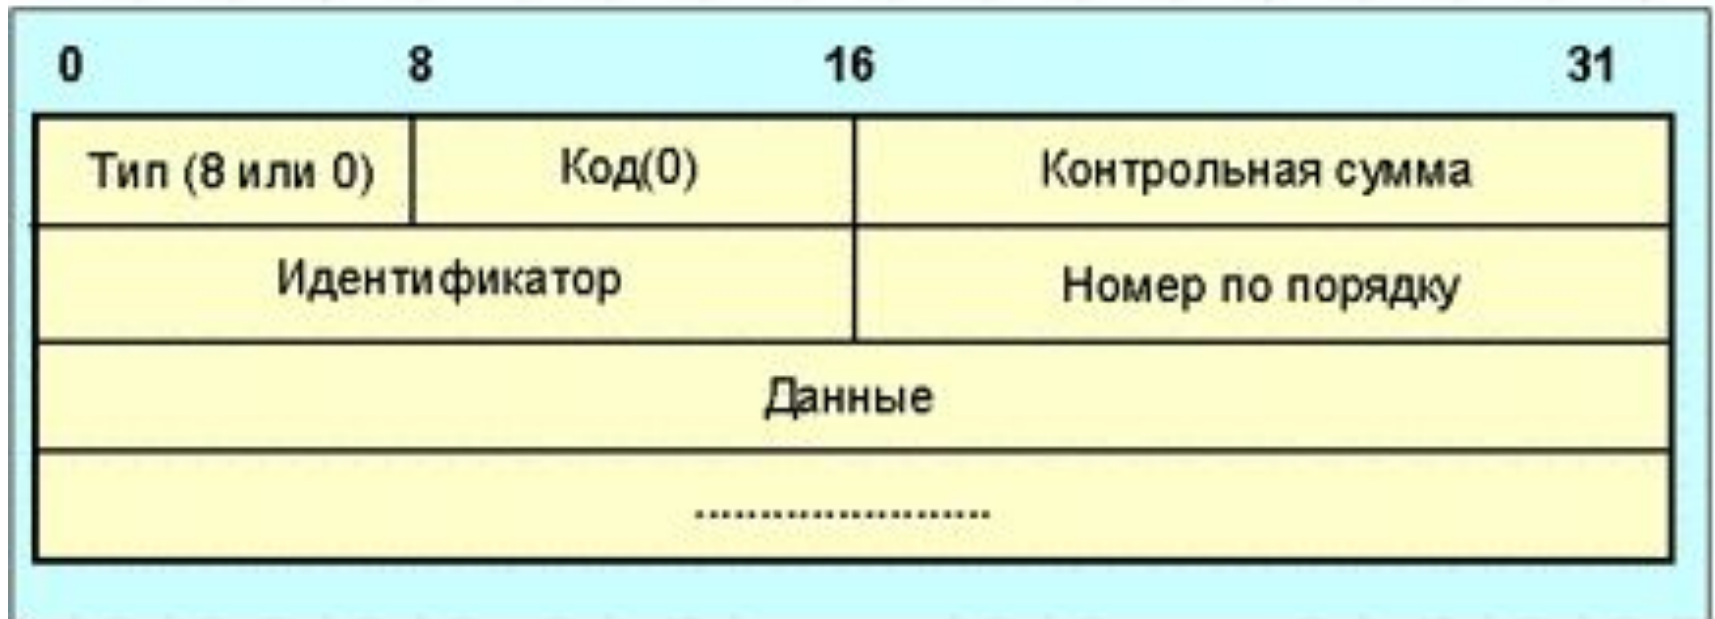 0 8 16 31
Тип (8 или 0) Код(0) Контрольная сумма
Идентификатор Номер по порядку
Данные
.......................